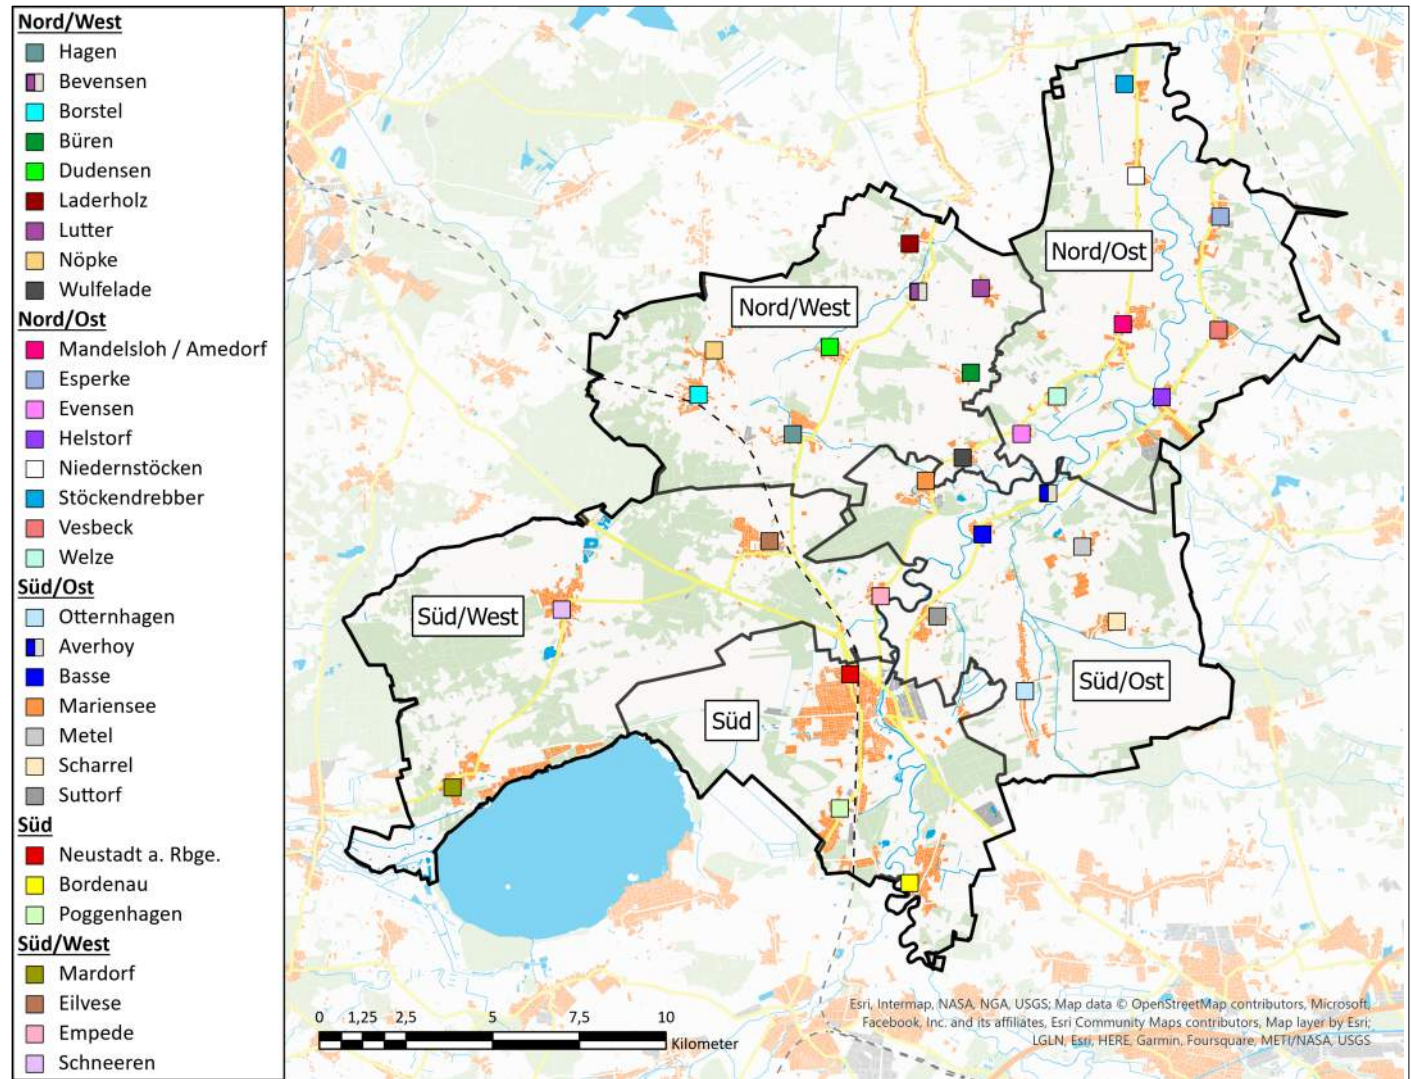 Nord/West
Hagen
Bevensen
Borstel
Büren
Dudensen
Laderholz
Lutter
Nöpke
Wulfelade
Nord/Ost
Mandelsloh / Amedorf
Esperke
Evensen
Helstorf
Niedernstöcken
Stöckendrebber
Vesbeck
Welze
Süd/Ost
Otternhagen
Averhoy
Basse
Mariensee
Metel
Scharrel
Suttorf
Süd
Neustadt a. Rbge.
Bordenau
Poggenhagen
Süd/West
Mardorf
Eilvese
Empede
Schneeren
Nord/Ost
Nord/West
Süd/West
Süd/Ost
Süd
0 1,25 2,5 5 7,5 10
Kilometer
Esri, Intermap, NASA, NGA, USGS; Map data © OpenStreetMap contributors, Microsoft,
Facebook, Inc. and its affiliates, Esri Community Maps contributors, Map layer by Esri;
LGLN, Esri, HERE, Garmin, Foursquare, METI/NASA, USGS